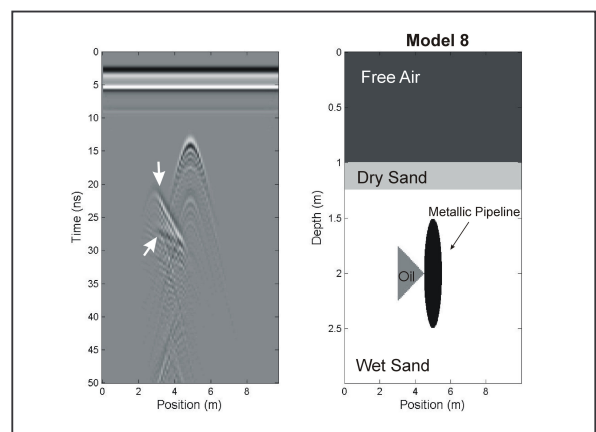 Model 8
0
5
10
15
20
25
30
35
40
45
50
0 2 4 6 8
Time (ns)
Position (m)
0
1
1.5
2
2.5
3
0 2 4 6 8
Depth (m)
Position (m)
Free Air
Dry Sand
Metallic Pipeline
Oil
Wet Sand